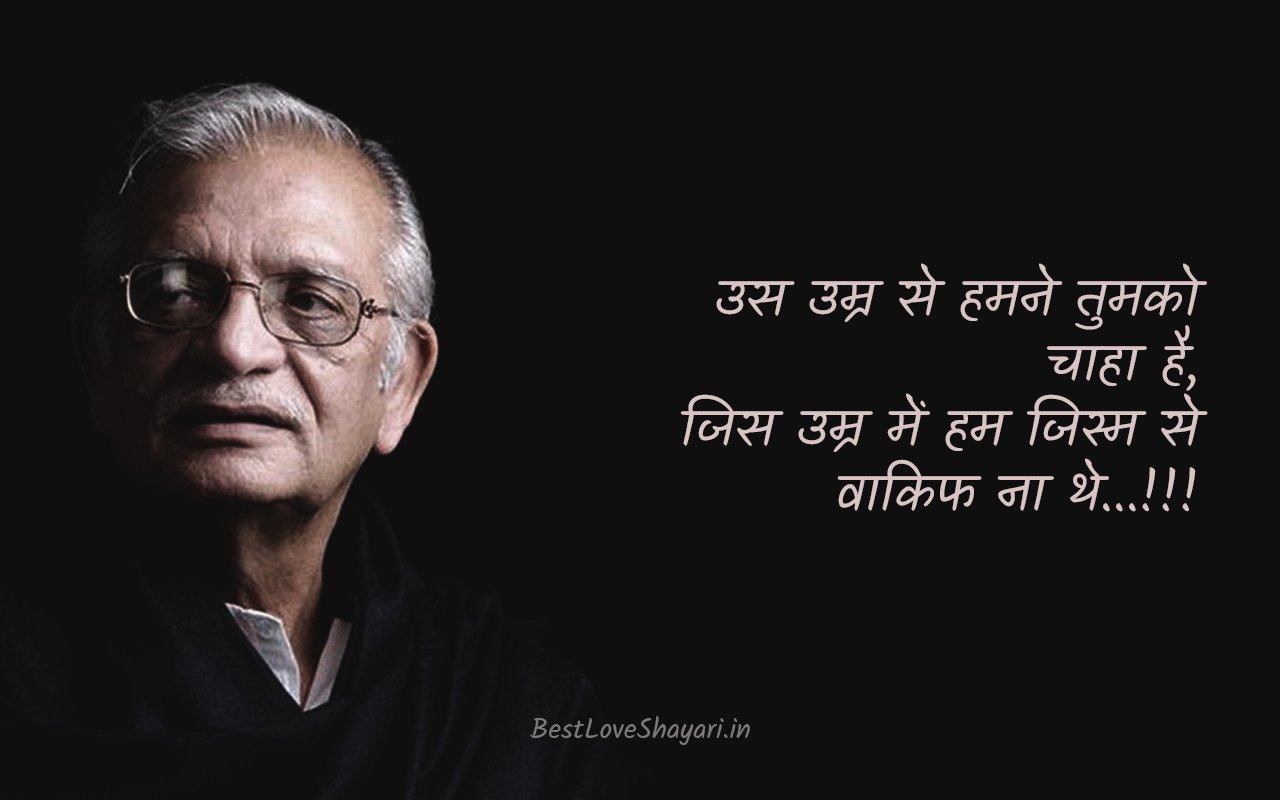 उस उम्र से हमने तुमको
चाहा है,
जिस उम्र में हम जिस्म से
वाकिफ ना थे....!!!
BestLoveShayari.in